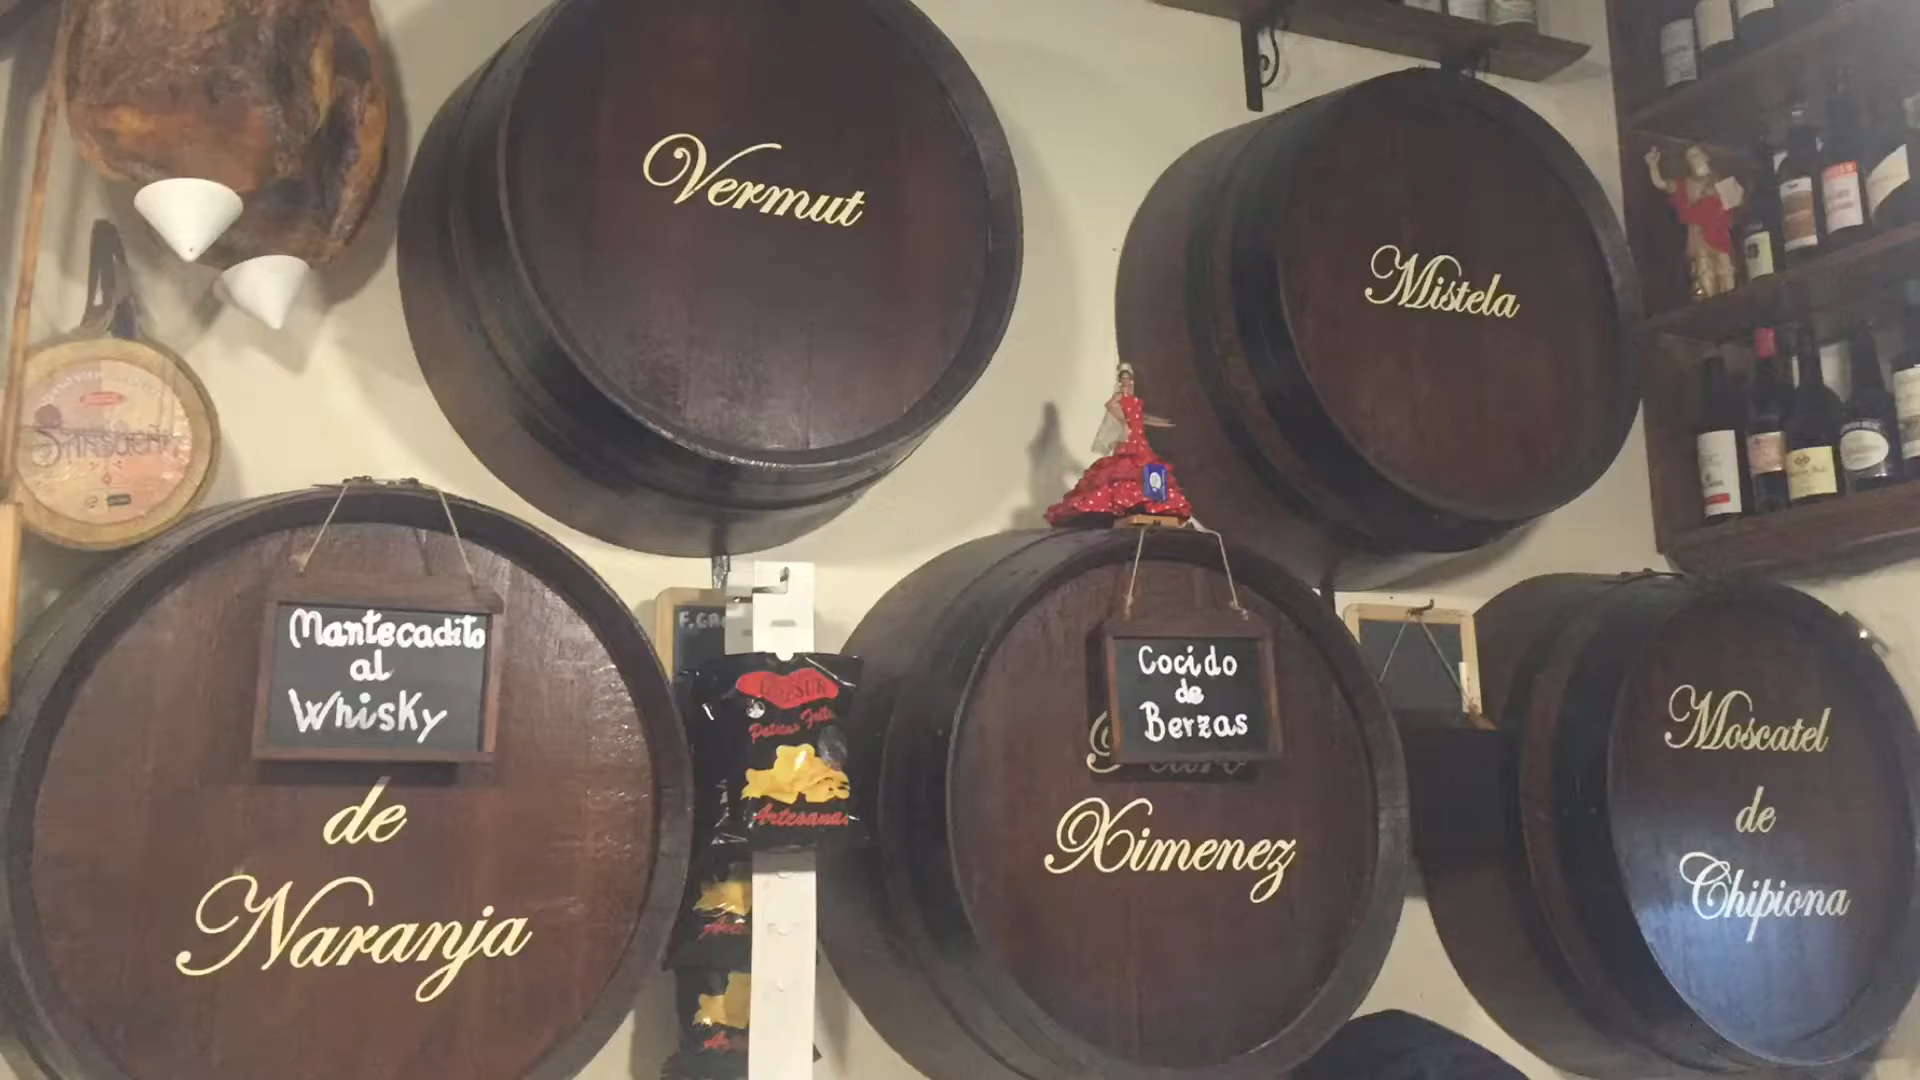 Vermut
Mistela
Mantecadito
al
Whisky
de
Naranja
Cocido
de
Berzas
Ximenez
Moscatel
de
Chipiona
Patatas Fritas
Artesanas